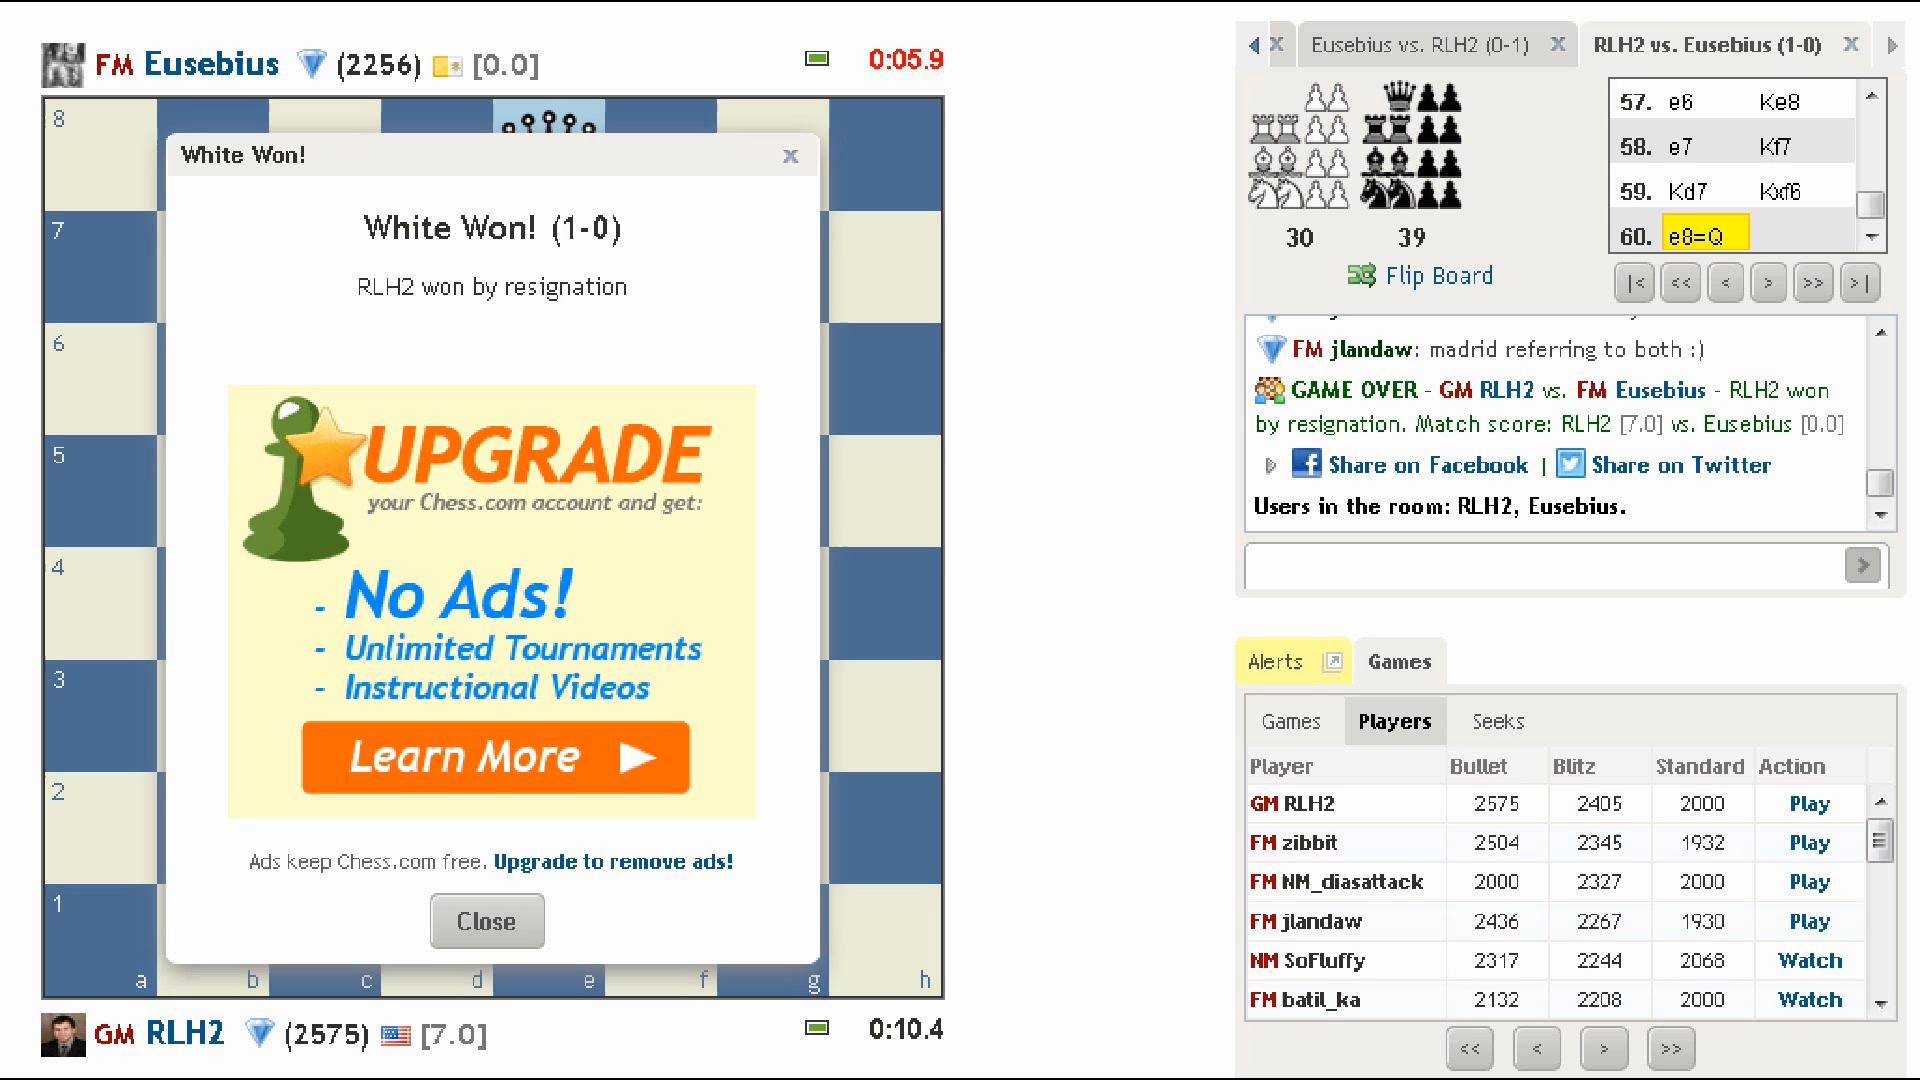 FM Eusebius (2256) [0.0] 0:05.9
8
7
6
5
4
3
2
1
a b c d e f g h
White Won! x
White Won! (1-0)
RLH2 won by resignation
UPGRADE
your Chess.com account and get:
- No Ads!
- Unlimited Tournaments
- Instructional Videos
Learn More
Ads keep Chess.com free. Upgrade to remove ads!
Close
GM RLH2 (2575) [7.0] 0:10.4
x Eusebius vs. RLH2 (0-1) x RLH2 vs. Eusebius (1-0) x
30 39
Flip Board
57. e6 Ke8
58. e7 Kf7
59. Kd7 Kxf6
60. e8=Q
|< << < > >> >|
FM jlandaw: madrid referring to both :)
GAME OVER - GM RLH2 vs. FM Eusebius - RLH2 won
by resignation. Match score: RLH2 [7.0] vs. Eusebius [0.0]
Share on Facebook | Share on Twitter
Users in the room: RLH2, Eusebius.
>
Alerts Games
Games Players Seeks
Player Bullet Blitz Standard Action
GM RLH2 2575 2405 2000 Play
FM zibbit 2504 2345 1932 Play
FM NM_diasattack 2000 2327 2000 Play
FM jlandaw 2436 2267 1930 Play
NM SoFluffy 2317 2244 2068 Watch
FM batil_ka 2132 2208 2000 Watch
<< < > >>